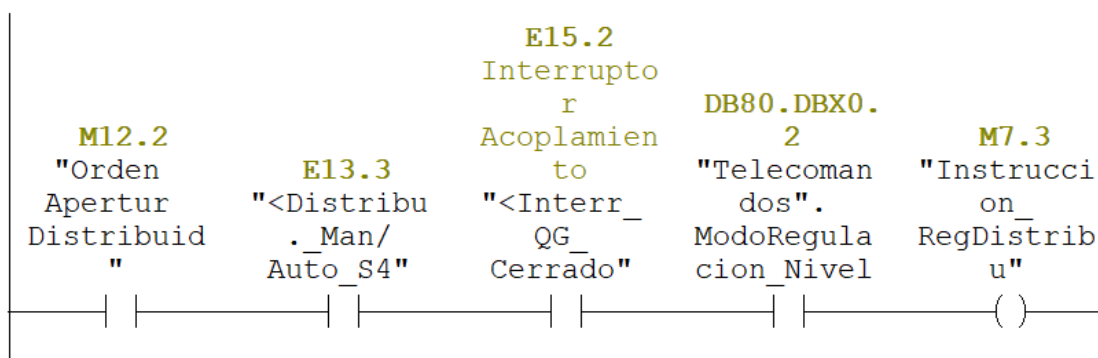 M12.2
"Orden
Apertur
Distribuid
"
E13.3
"<Distribu
._Man/
Auto_S4"
E15.2
Interrupto
r
Acoplamien
to
"<Interr_
QG_
Cerrado"
DB80.DBX0.
2
"Telecoman
dos".
ModoRegula
cion_Nivel
M7.3
"Instrucci
on_
RegDistrib
u"